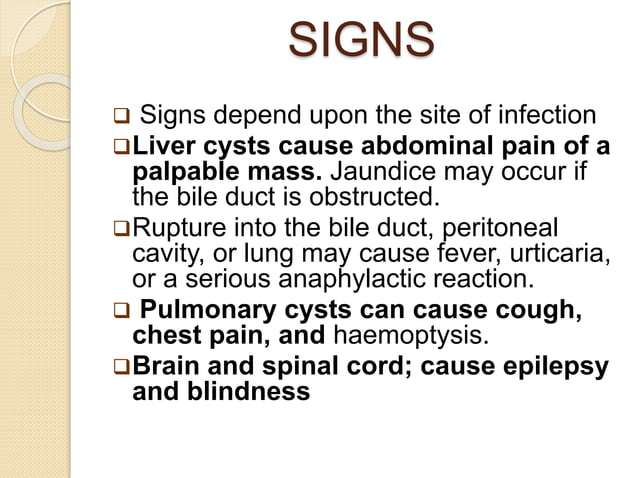 SIGNS
Signs depend upon the site of infection
Liver cysts cause abdominal pain of a
palpable mass. Jaundice may occur if
the bile duct is obstructed.
Rupture into the bile duct, peritoneal
cavity, or lung may cause fever, urticaria,
or a serious anaphylactic reaction.
Pulmonary cysts can cause cough,
chest pain, and haemoptysis.
Brain and spinal cord; cause epilepsy
and blindness